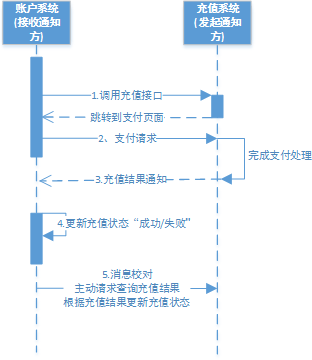 账户系统
(接收通知
方)
充值系统
(发起通知
方)
1.调用充值接口
跳转到支付页面
2、支付请求
完成支付处理
3.充值结果通知
4.更新充值状态“成功/失败”
5.消息校对
主动请求查询充值结果
根据充值结果更新充值状态